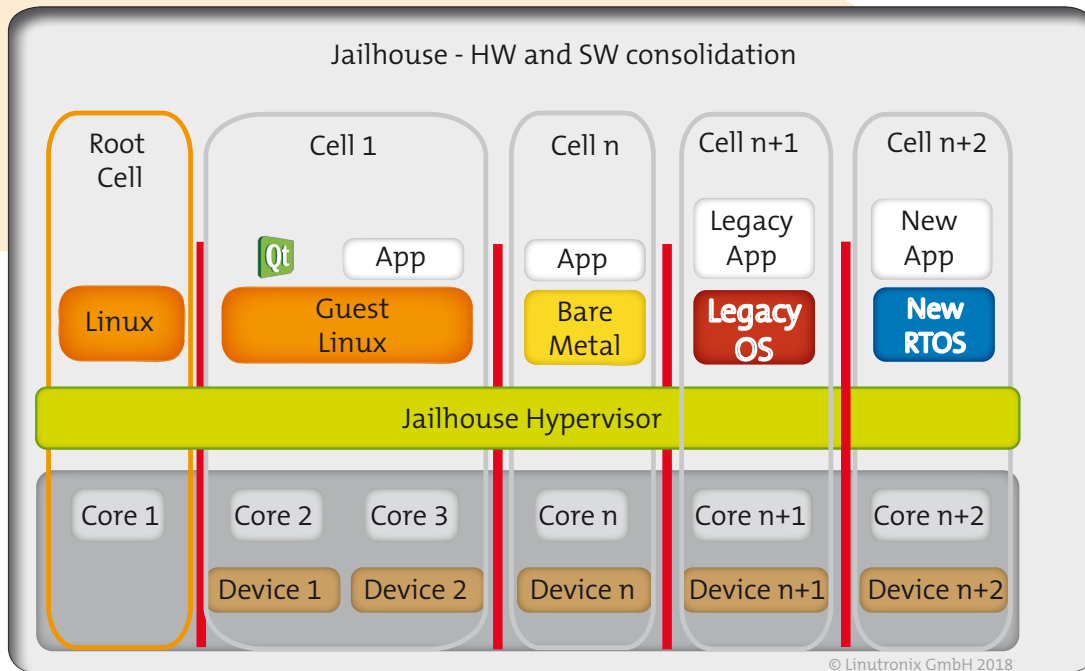 Jailhouse - HW and SW consolidation
Root
Cell
Cell 1
Cell n
Cell n+1
Cell n+2
Qt
App
App
Legacy
App
New
App
Linux
Guest
Linux
Bare
Metal
Legacy
OS
New
RTOS
Jailhouse Hypervisor
Core 1
Core 2
Core 3
Core n
Core n+1
Core n+2
Device 1
Device 2
Device n
Device n+1
Device n+2
© Linutronix GmbH 2018